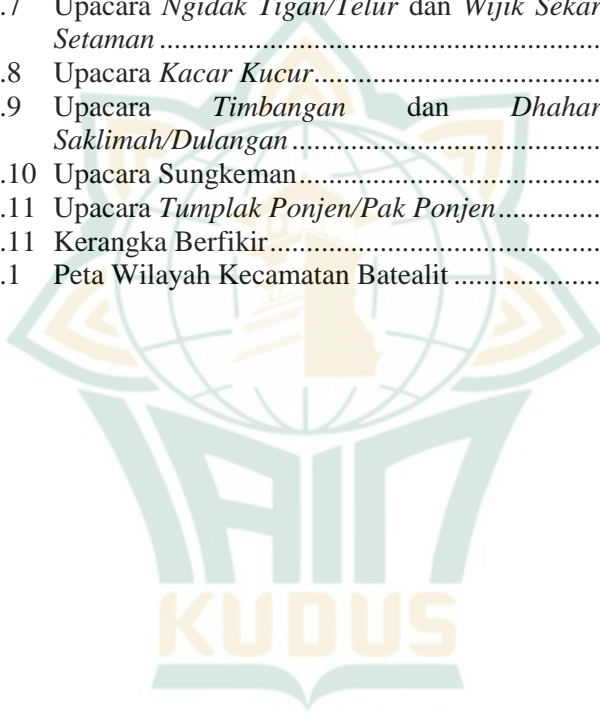 .7 Upacara Ngidak Tigan/Telur dan Wijik Sekar
Setaman ..............................................................
.8 Upacara Kacar Kucur.......................................
.9 Upacara Timbangan dan Dhahar
Saklimah/Dulangan ..........................................
.10 Upacara Sungkeman.........................................
.11 Upacara Tumplak Ponjen/Pak Ponjen..............
.11 Kerangka Berfikir.............................................
.1 Peta Wilayah Kecamatan Batealit ....................
IAIN
KUDUS